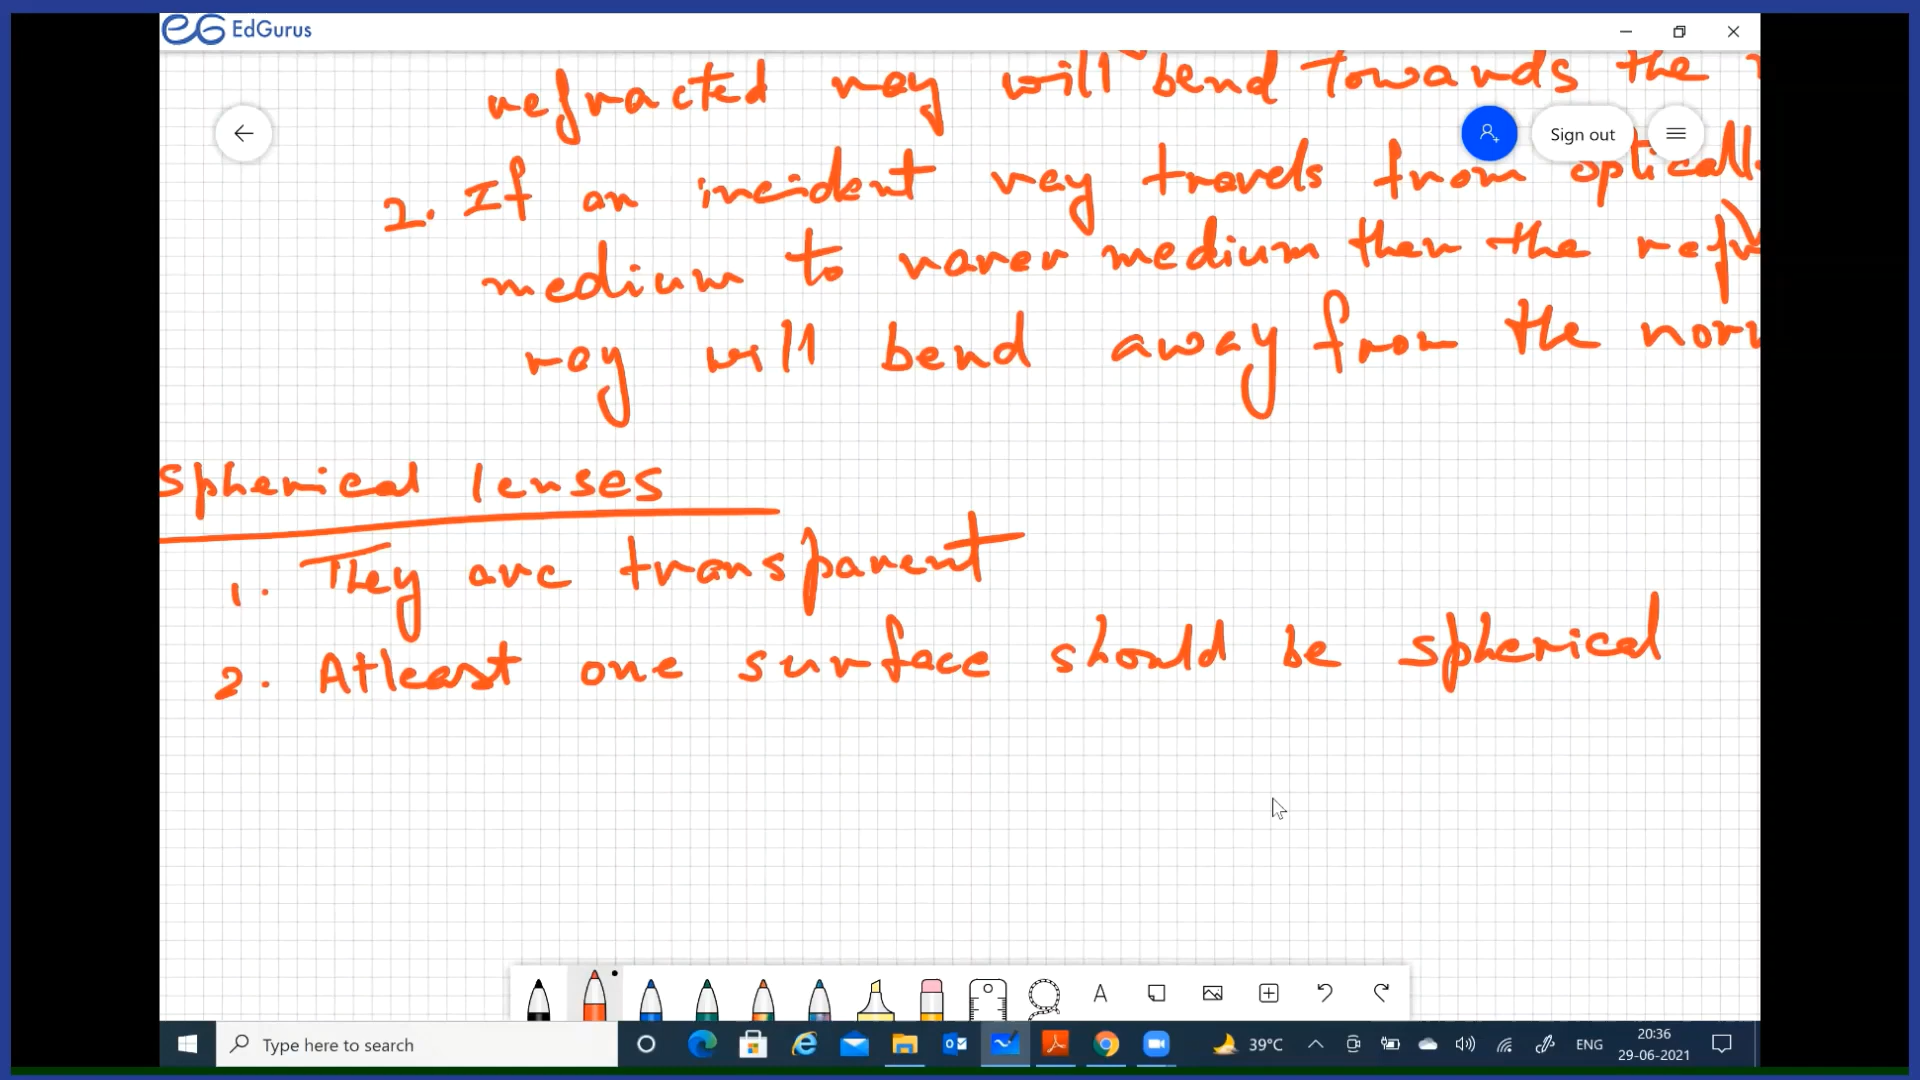 EdGurus
refracted ray will bend Towards the
Sign out
2. If an incident ray travels from optically
medium to rarer medium then the
ray will bend away from the
Spherical lenses
1. They are transparent
2. Atleast one surface should be spherical
Type here to search
39°C
ENG
20:36
29-06-2021